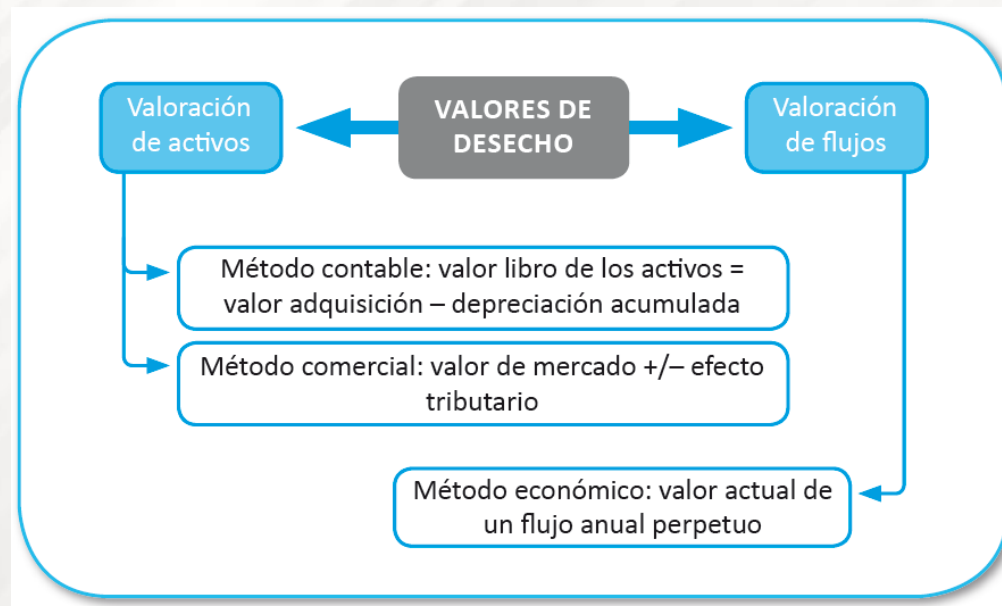 VALORES DE
DESECHO
Valoración
de activos
Valoración
de flujos
Método contable: valor libro de los activos =
valor adquisición – depreciación acumulada
Método comercial: valor de mercado +/– efecto
tributario
Método económico: valor actual de
un flujo anual perpetuo